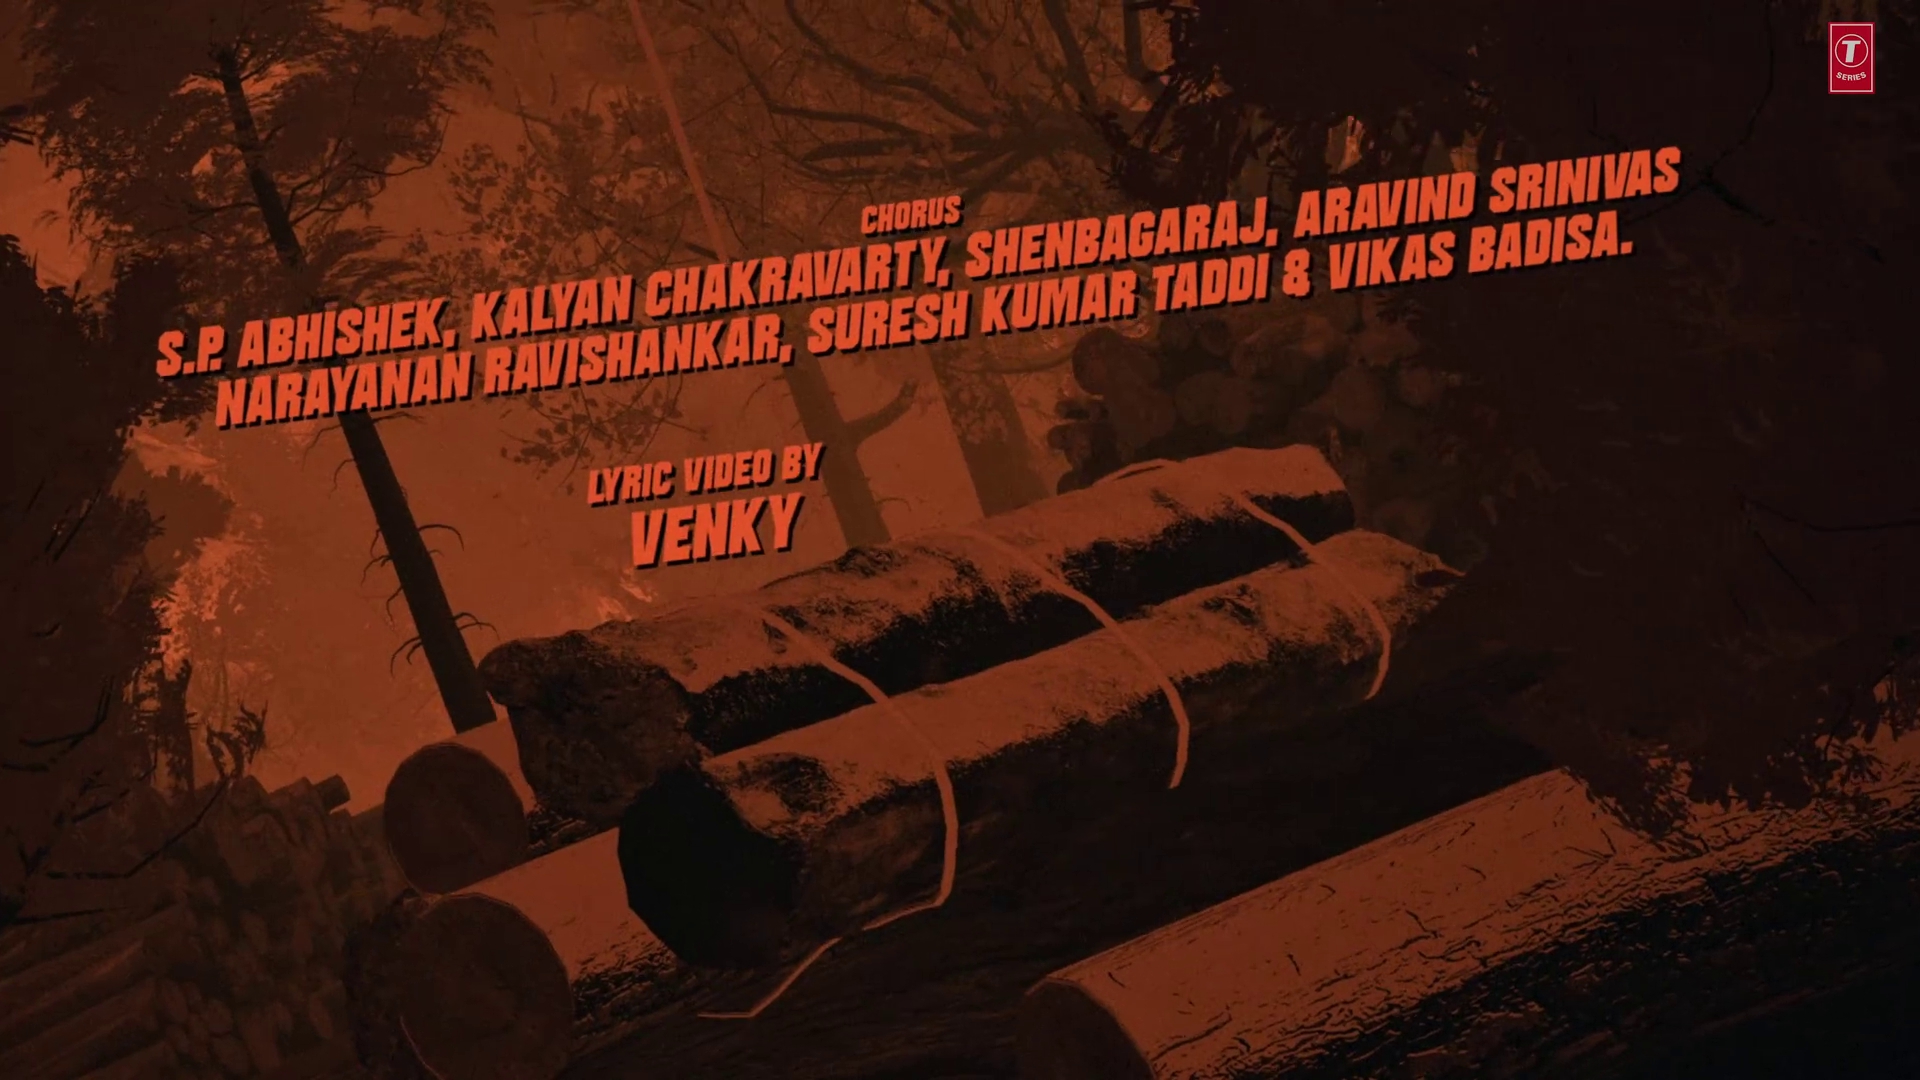 T
SERIES
CHORUS
S.P. ABHISHEK, KALYAN CHAKRAVARTY, SHENBAGARAJ, ARAVIND SRINIVAS
NARAYANAN RAVISHANKAR, SURESH KUMAR TADDI & VIKAS BADISA.
LYRIC VIDEO BY
VENKY